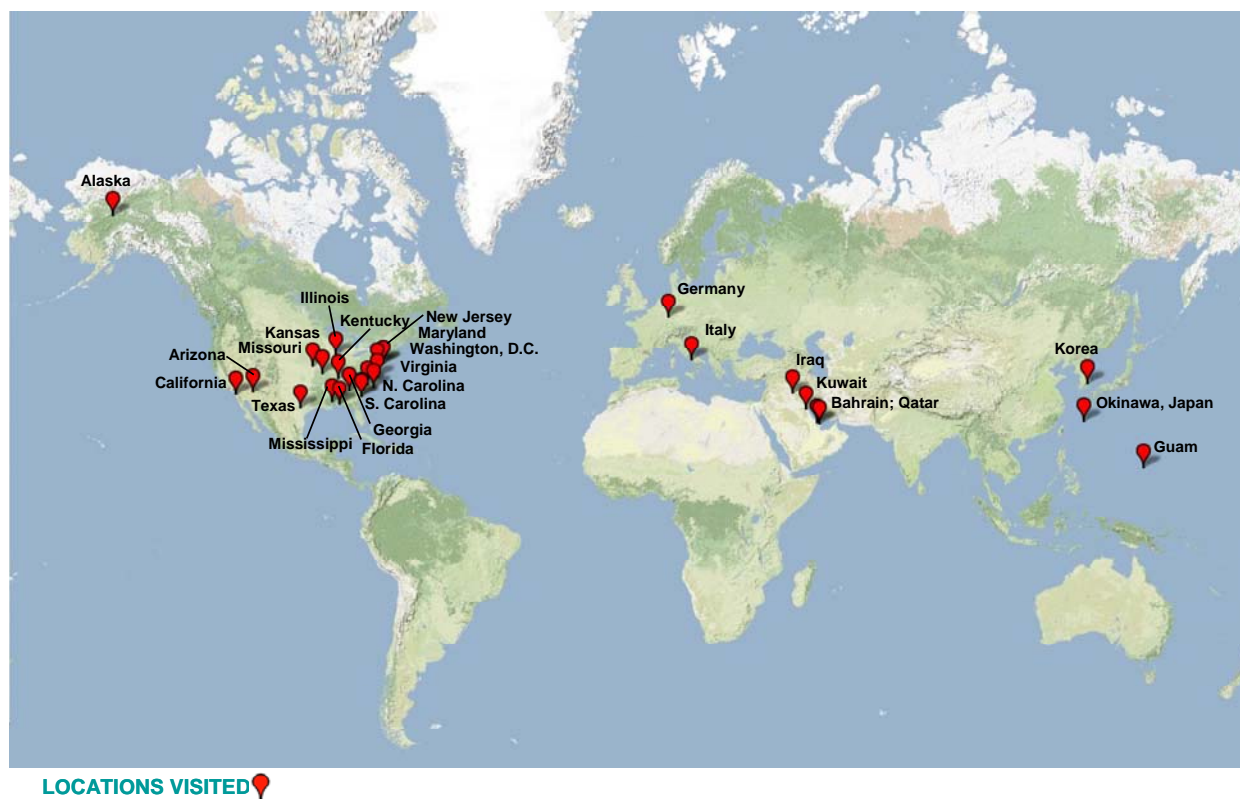 Alaska
Illinois
Kentucky
New Jersey
Maryland
Washington, D.C.
Kansas
Missouri
Arizona
California
Virginia
N. Carolina
Texas
S. Carolina
Georgia
Mississippi
Florida
Germany
Italy
Iraq
Kuwait
Bahrain; Qatar
Korea
Okinawa, Japan
Guam
LOCATIONS VISITED